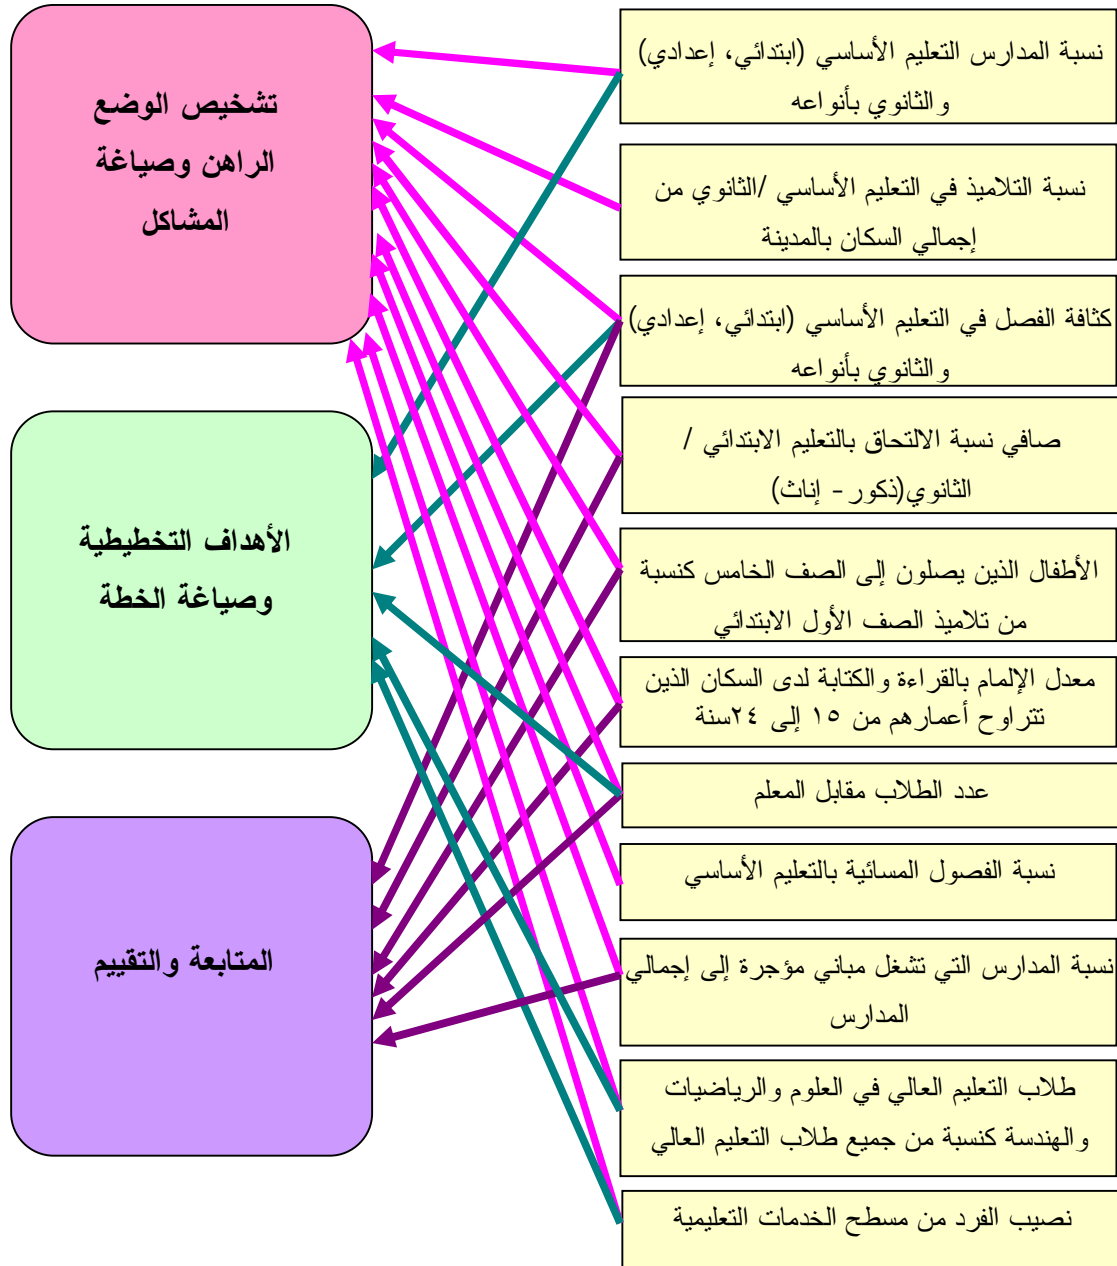 نسبة المدارس التعليم الأساسي (ابتدائي، إعدادي)
والثانوي بأنواعه
نسبة التلاميذ في التعليم الأساسي /الثانوي من
إجمالي السكان بالمدينة
كثافة الفصل في التعليم الأساسي (ابتدائي، إعدادي)
والثانوي بأنواعه
صافي نسبة الالتحاق بالتعليم الابتدائي /
الثانوي(ذكور - إناث)
الأطفال الذين يصلون إلى الصف الخامس كنسبة
من تلاميذ الصف الأول الابتدائي
معدل الإلمام بالقراءة والكتابة لدى السكان الذين
تتراوح أعمارهم من ١٥ إلى ٢٤سنة
عدد الطلاب مقابل المعلم
نسبة الفصول المسائية بالتعليم الأساسي
نسبة المدارس التي تشغل مباني مؤجرة إلى إجمالي
المدارس
طلاب التعليم العالي في العلوم والرياضيات
والهندسة كنسبة من جميع طلاب التعليم العالي
نصيب الفرد من مسطح الخدمات التعليمية
تشخيص الوضع
الراهن وصياغة
المشاكل
الأهداف التخطيطية
وصياغة الخطة
المتابعة والتقييم